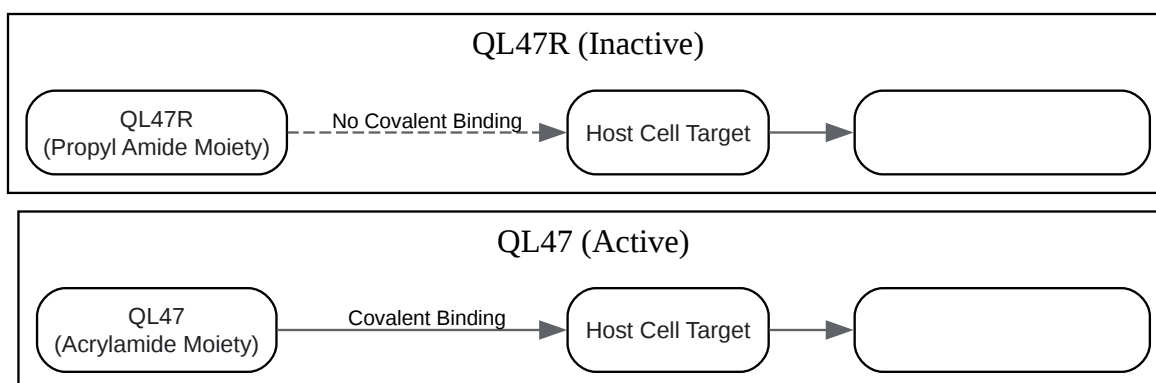 QL47R (Inactive)
QL47R
(Propyl Amide Moiety)
No Covalent Binding
Host Cell Target
QL47 (Active)
QL47
(Acrylamide Moiety)
Covalent Binding
Host Cell Target